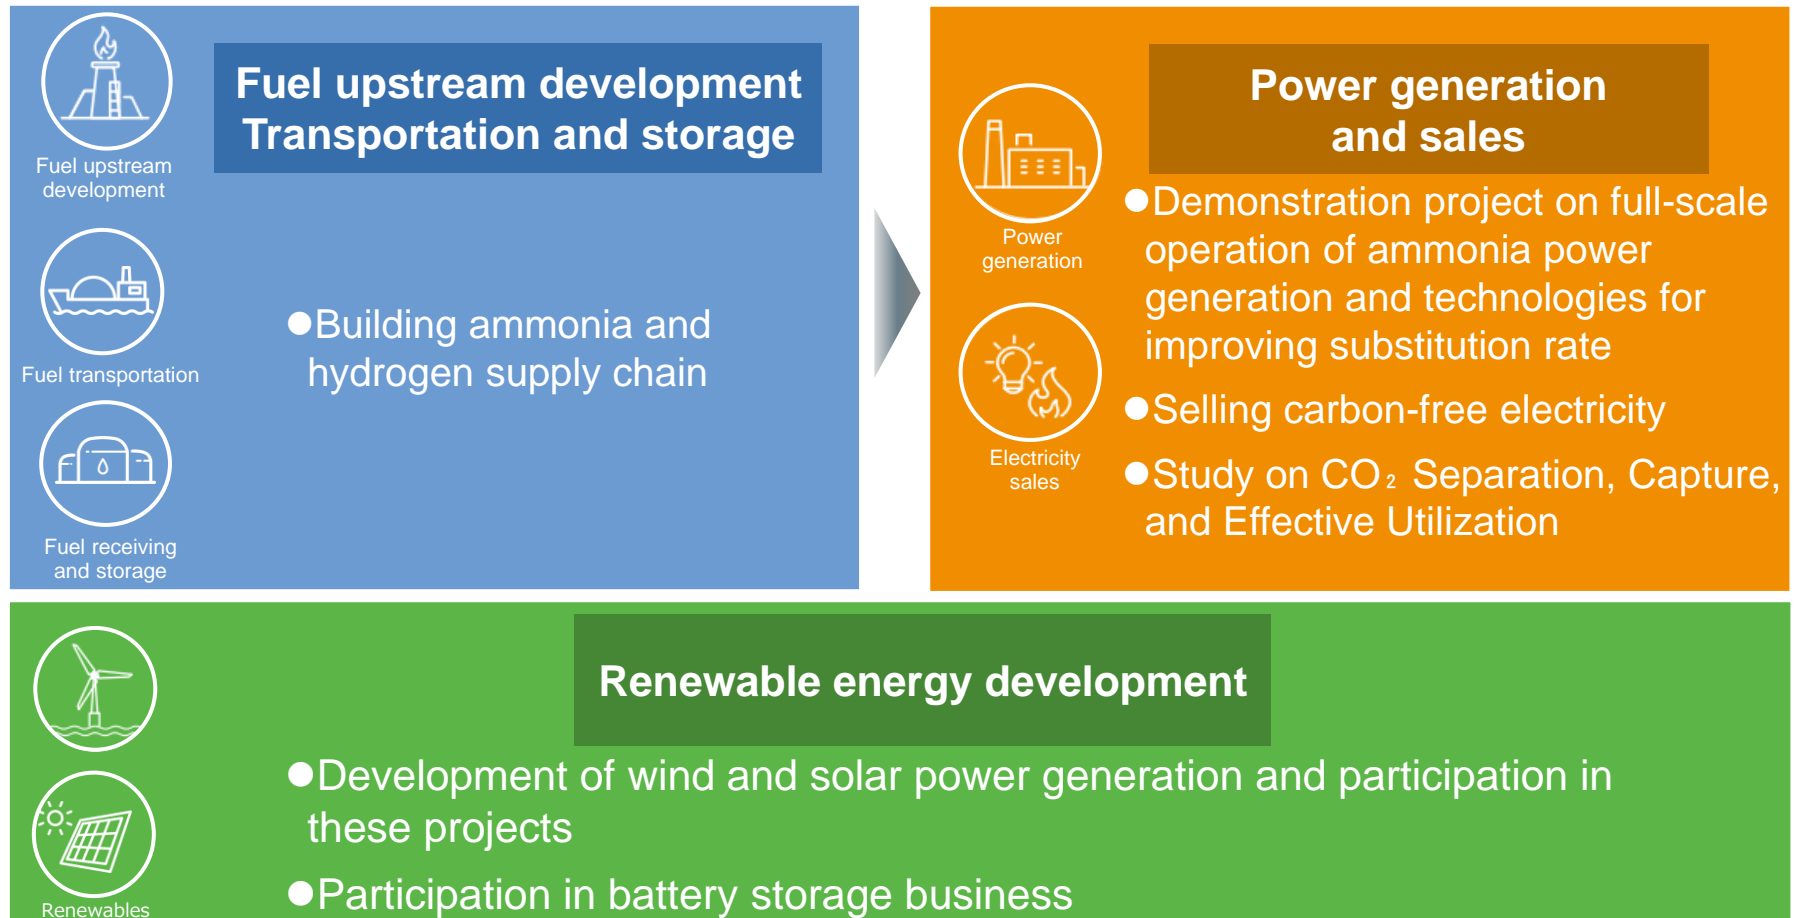 Fuel upstream
development
Fuel transportation
Fuel receiving
and storage
Fuel upstream development
Transportation and storage
●Building ammonia and
hydrogen supply chain
Power
generation
Electricity
sales
Power generation
and sales
●Demonstration project on full-scale
operation of ammonia power
generation and technologies for
improving substitution rate
●Selling carbon-free electricity
●Study on CO₂ Separation, Capture,
and Effective Utilization
Renewables
Renewable energy development
●Development of wind and solar power generation and participation in
these projects
●Participation in battery storage business